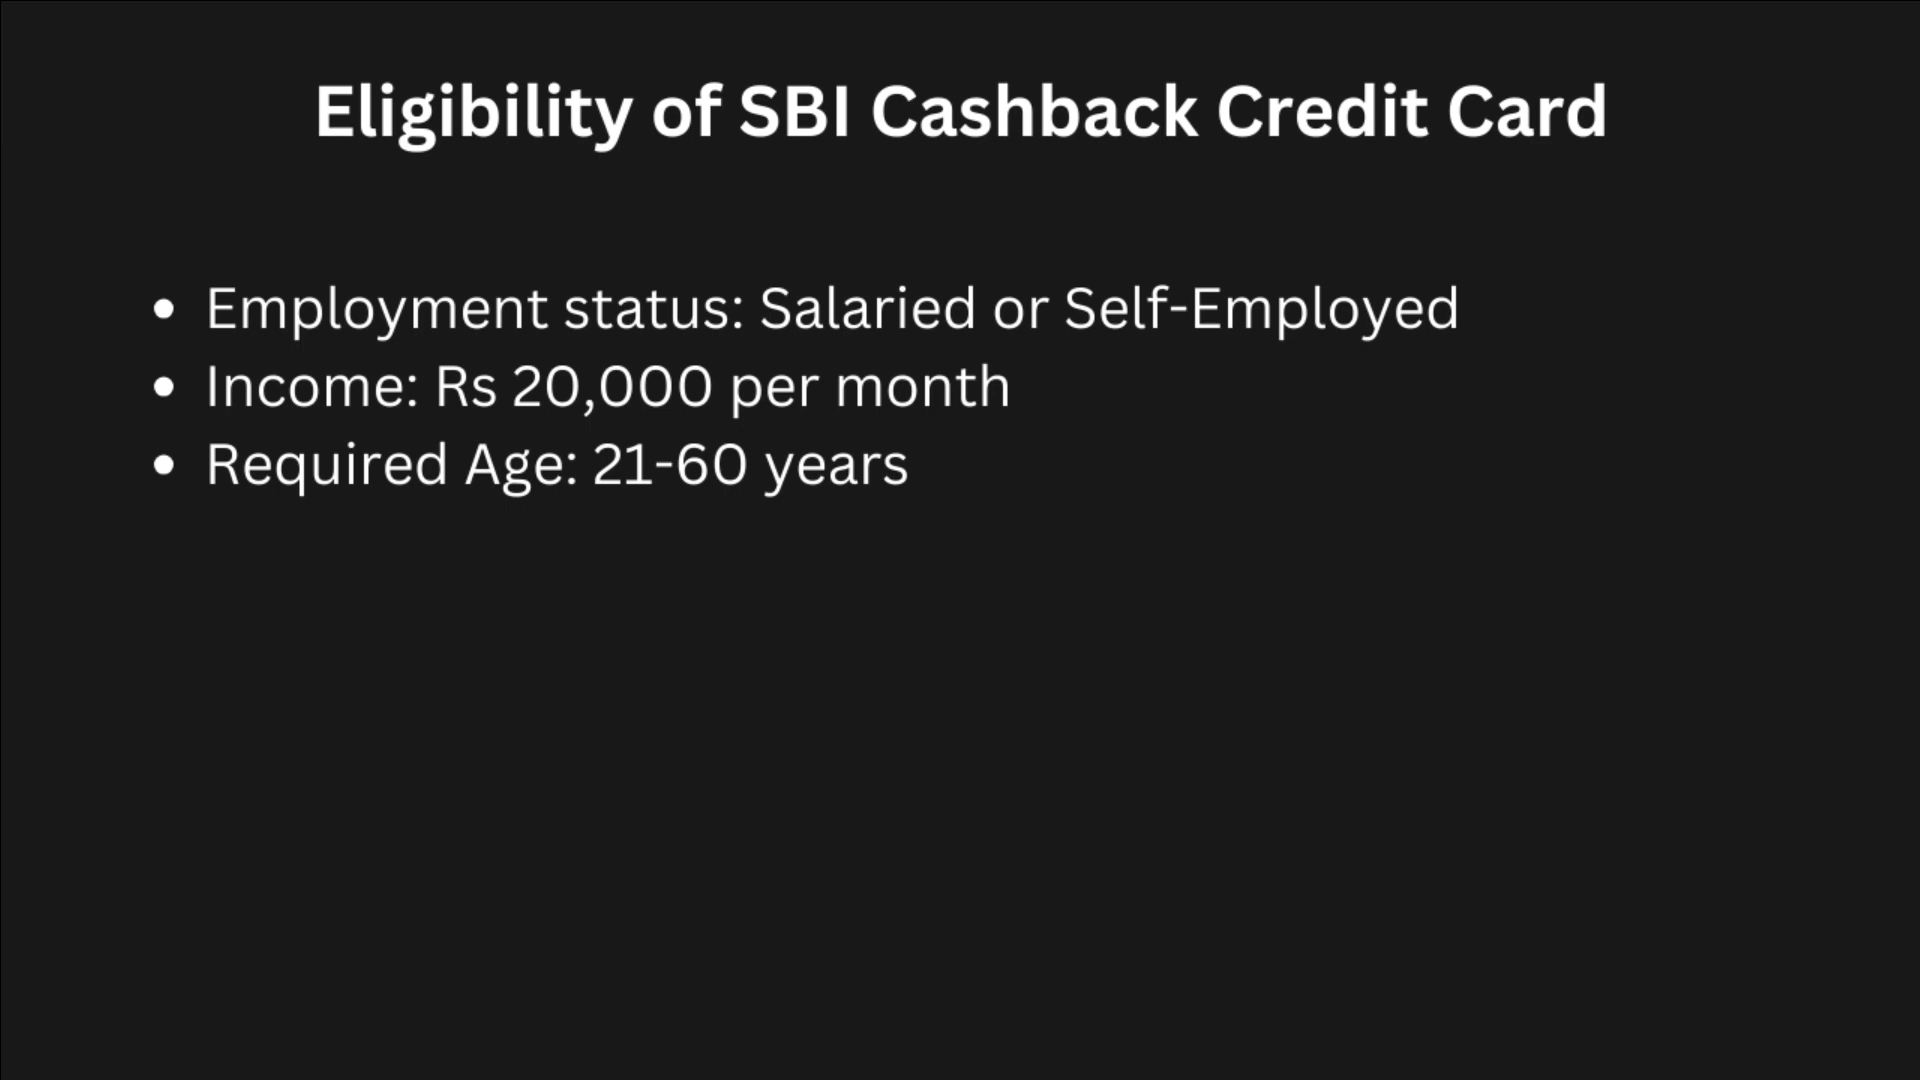 Eligibility of SBI Cashback Credit Card
• Employment status: Salaried or Self-Employed
• Income: Rs 20,000 per month
• Required Age: 21-60 years